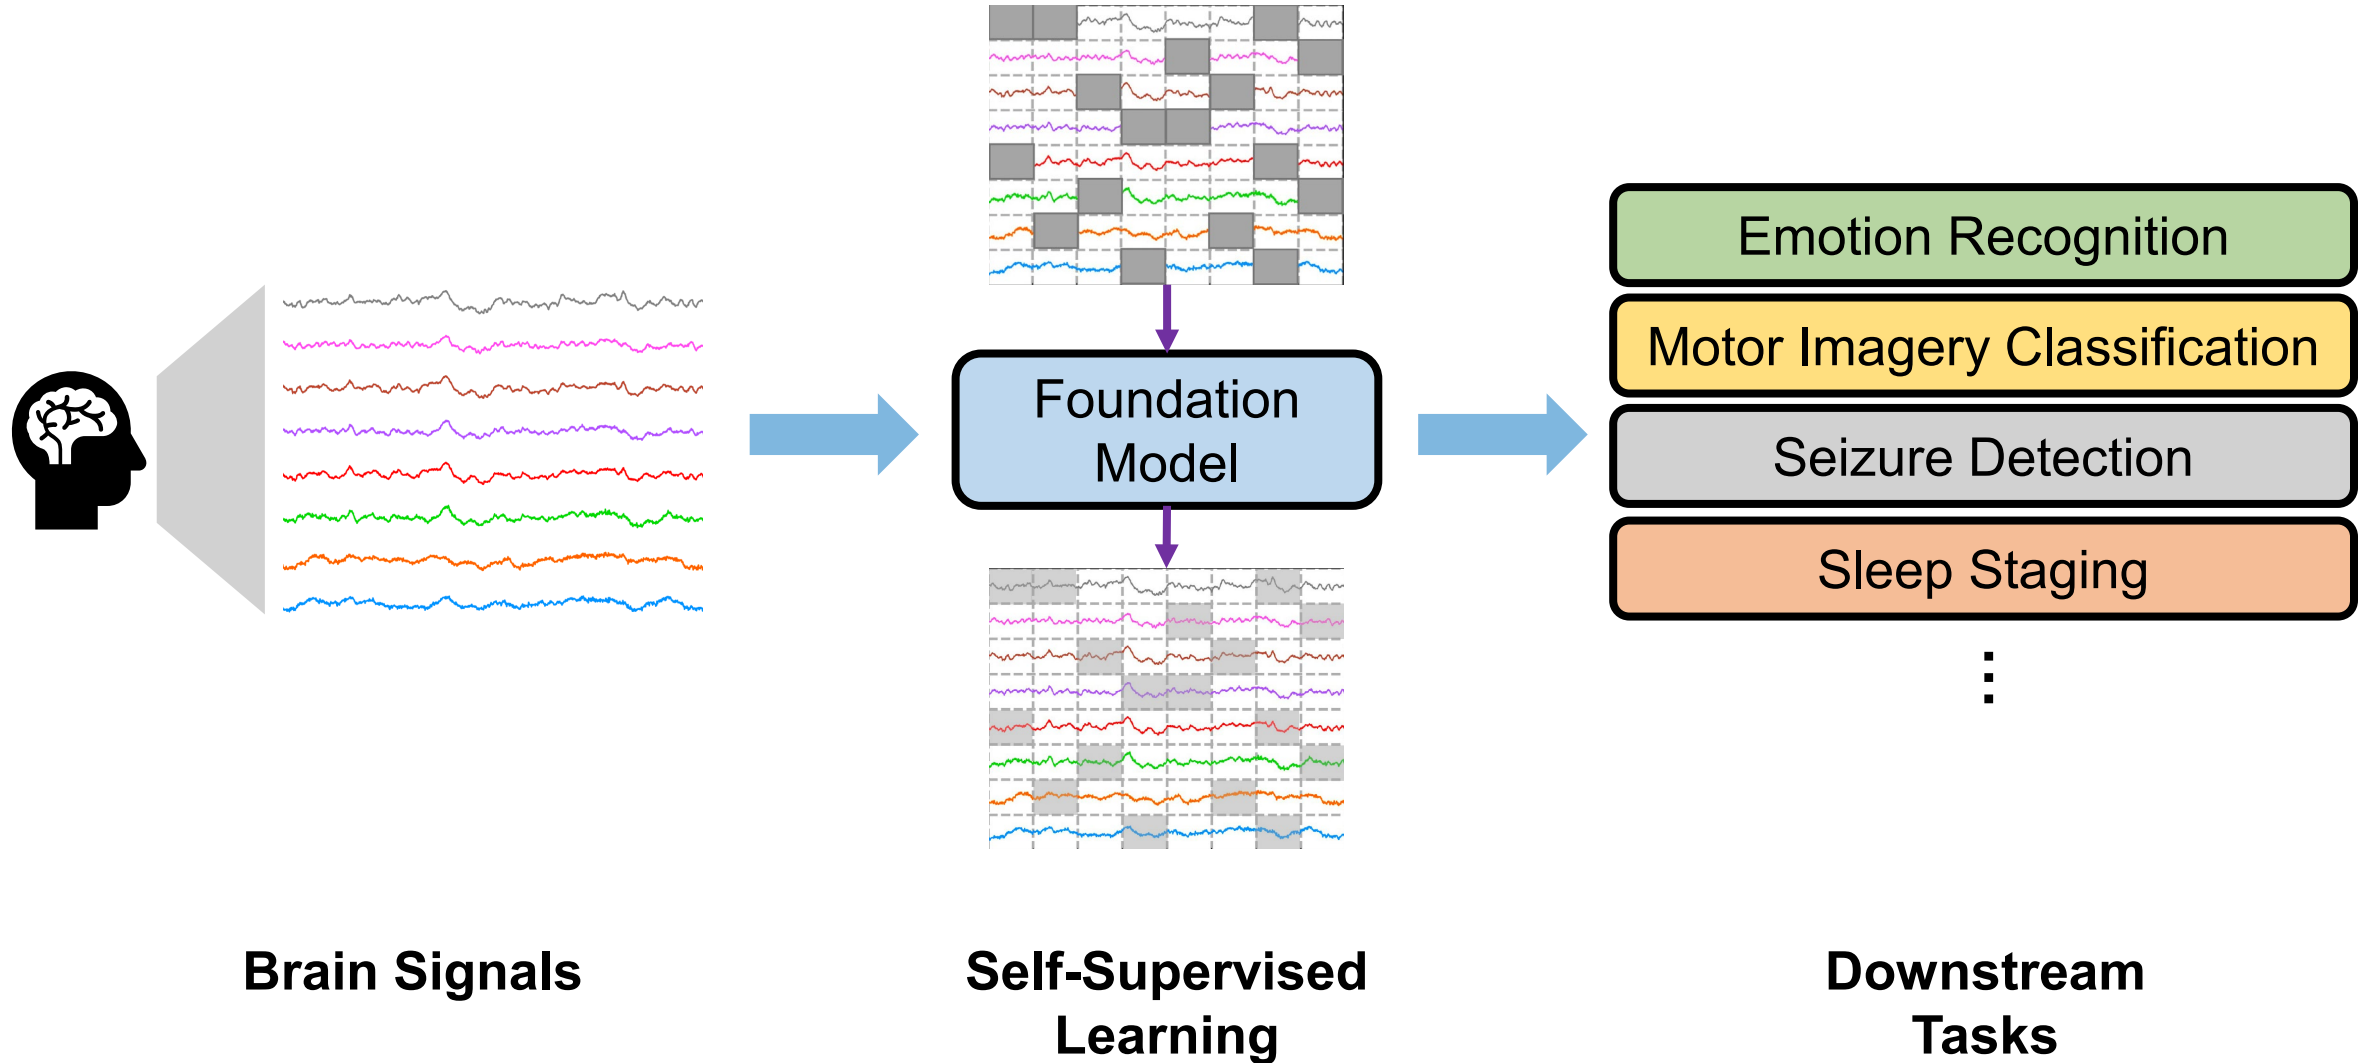 Foundation
Model
Emotion Recognition
Motor Imagery Classification
Seizure Detection
Sleep Staging
⋮
Brain Signals
Self-Supervised
Learning
Downstream
Tasks